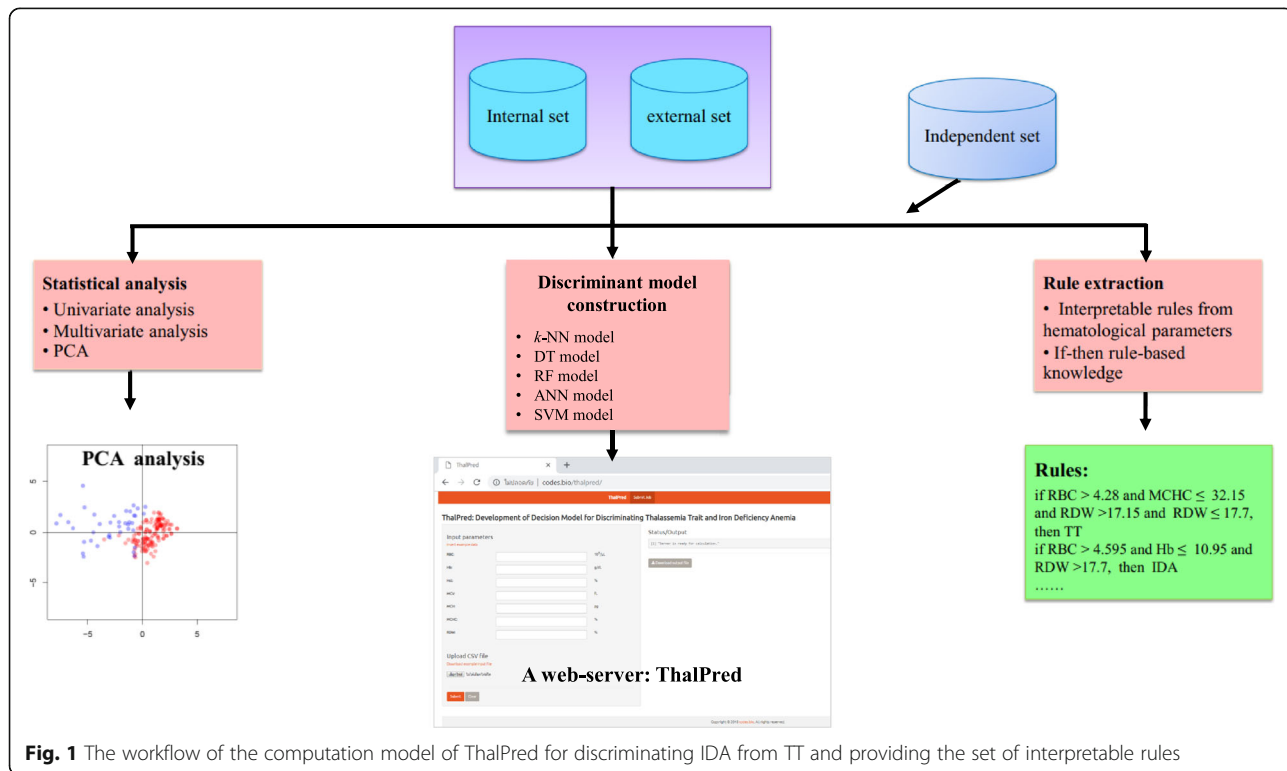 Internal set
external set
Independent set
Statistical analysis
• Univariate analysis
• Multivariate analysis
• PCA
Discriminant model
construction
• k-NN model
• DT model
• RF model
• ANN model
• SVM model
Rule extraction
• Interpretable rules from
hematological parameters
• If-then rule-based
knowledge
PCA analysis
5
0
−5
−5 0 5
ThalPred
codes.bio/thalpred/
ThalPred Submit Job
ThalPred: Development of Decision Model for Discriminating Thalassemia Trait and Iron Deficiency Anemia
Input parameters
RBC
Hb
Hct %
MCV fL
MCH pg
MCHC %
RDW %
Status/Output
Upload CSV file
Submit Clear
A web-server: ThalPred
Rules:
if RBC > 4.28 and MCHC ≤ 32.15
and RDW >17.15 and RDW ≤ 17.7,
then TT
if RBC > 4.595 and Hb ≤ 10.95 and
RDW >17.7, then IDA
......
Fig. 1 The workflow of the computation model of ThalPred for discriminating IDA from TT and providing the set of interpretable rules